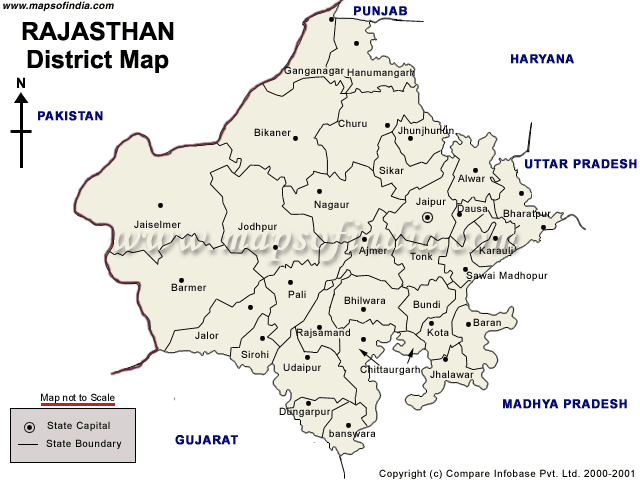 www.mapsofindia.com
RAJASTHAN
District Map
N
PUNJAB
HARYANA
PAKISTAN
UTTAR PRADESH
MADHYA PRADESH
GUJARAT
Ganganagar
Hanumangarh
Bikaner
Churu
Jhunjhunun
Sikar
Alwar
Jaipur
Dausa
Bharatpur
Jaiselmer
Jodhpur
Nagaur
www.mapsofindia.com
Ajmer
Tonk
Karauli
Sawai Madhopur
Barmer
Pali
Bhilwara
Bundi
Jalor
Sirohi
Rajsamand
Kota
Baran
Udaipur
Chittaurgarh
Jhalawar
Dungarpur
banswara
Map not to Scale
State Capital
State Boundary
Copyright (c) Compare Infobase Pvt. Ltd. 2000-2001